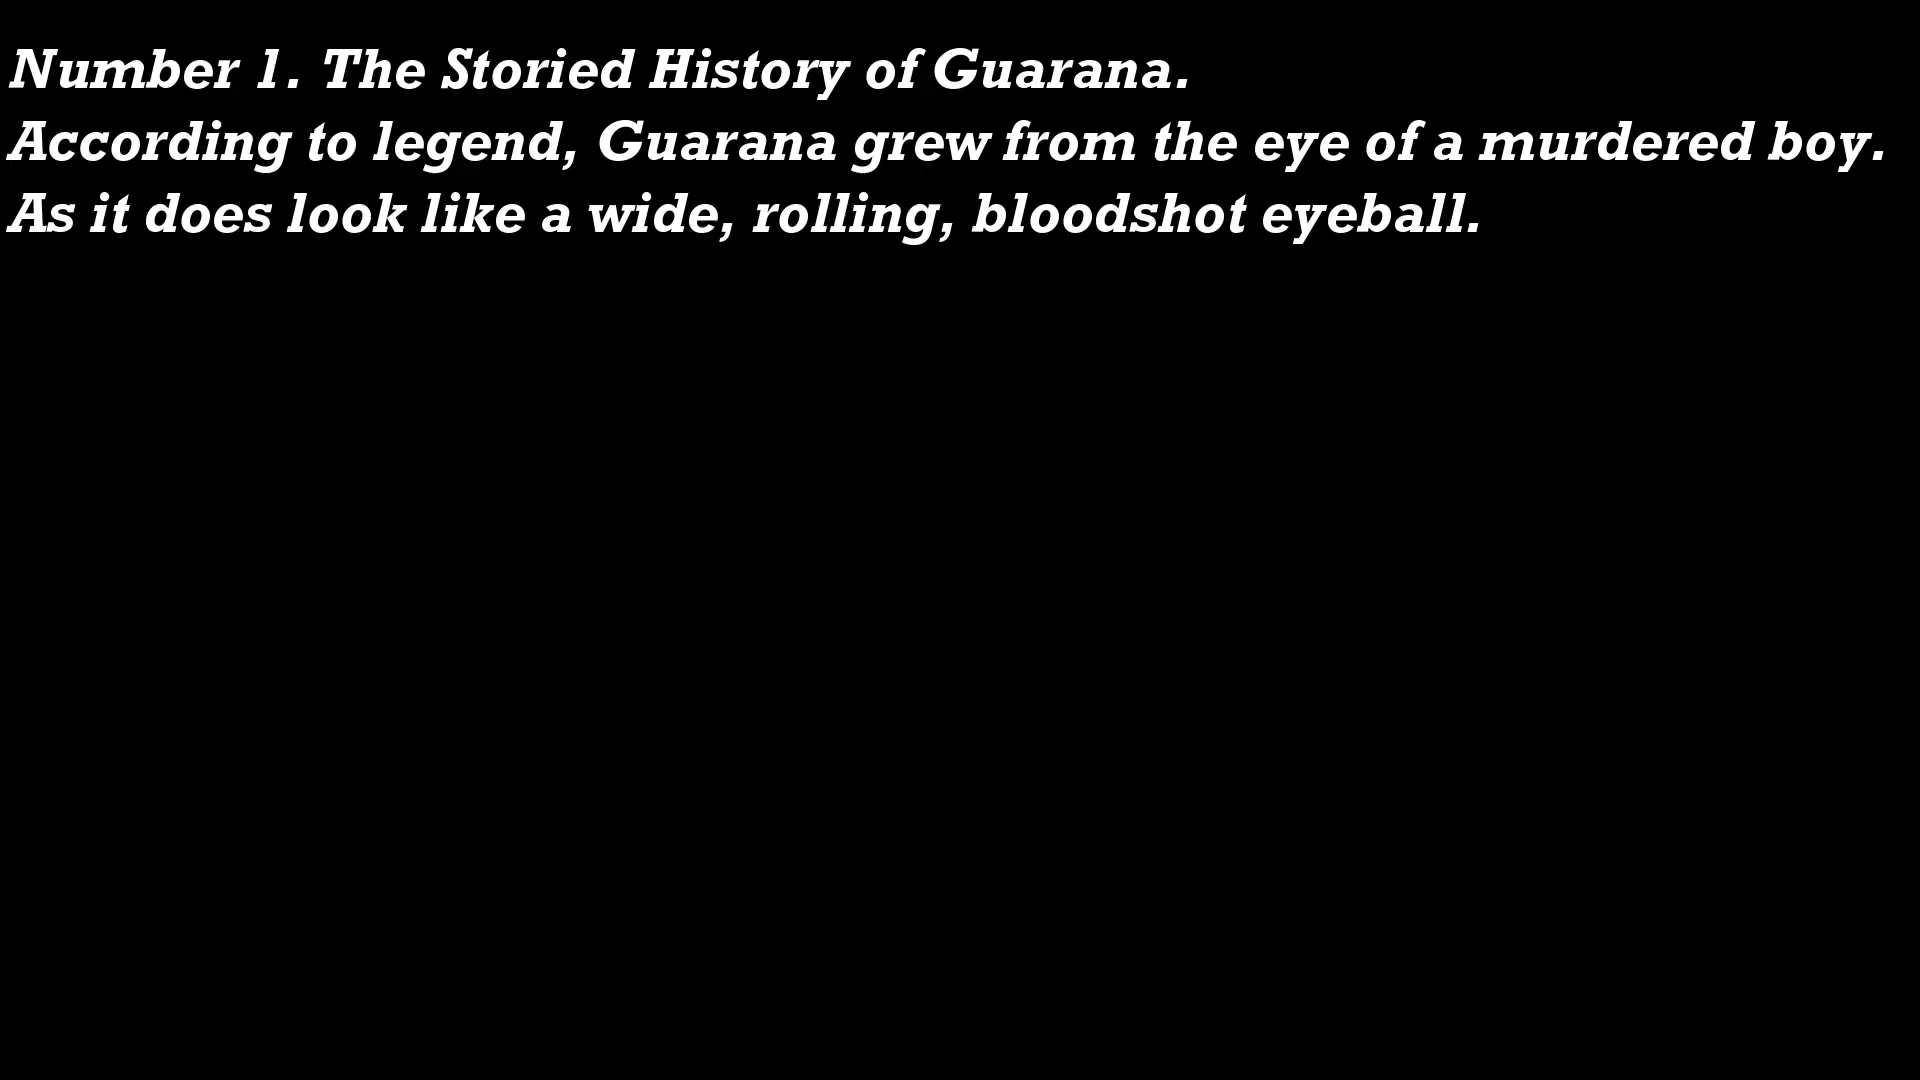 Number 1. The Storied History of Guarana.
According to legend, Guarana grew from the eye of a murdered boy.
As it does look like a wide, rolling, bloodshot eyeball.